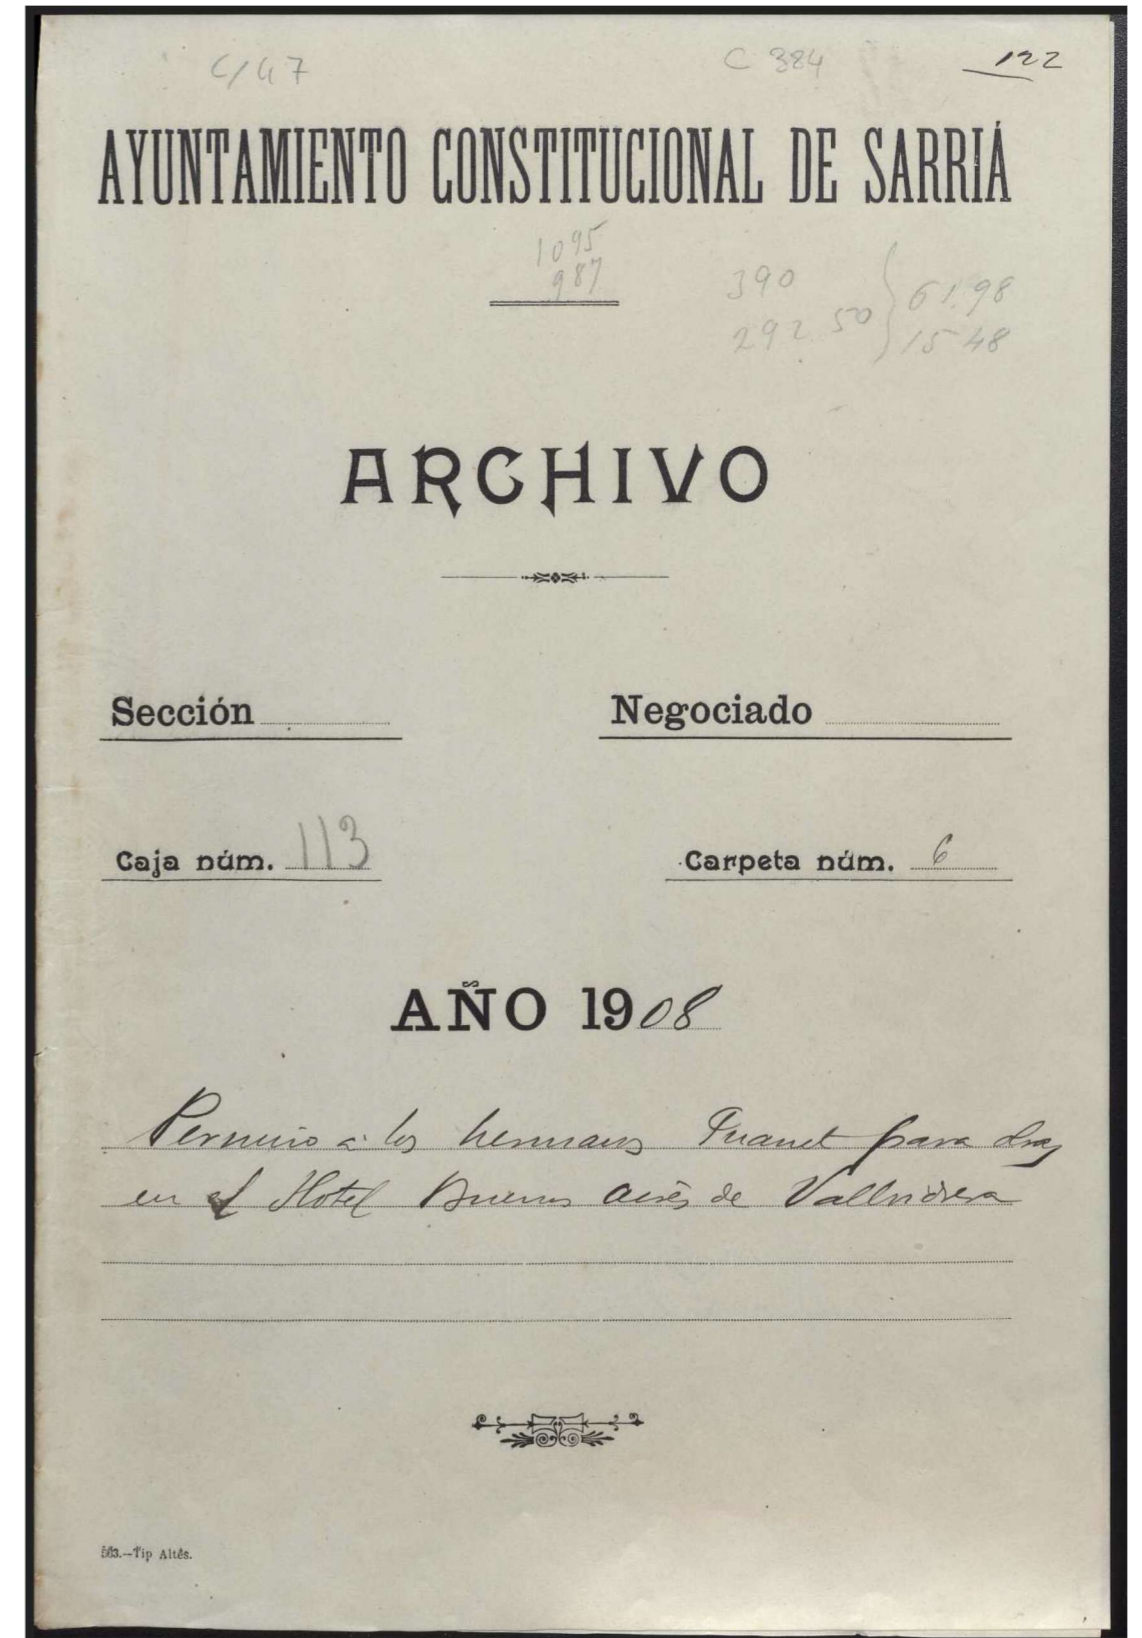 C/47 C 384 122
AYUNTAMIENTO CONSTITUCIONAL DE SARRIÁ
1095
987
390
292 50 } 61.98
15 48
ARCHIVO
Sección
Negociado
Caja núm. 113
Carpeta núm. 6
AÑO 1908
Permiso a los hermanos para obras
en el Hotel Buenos Aires de Vallvidrera
563.—Tip Altés.